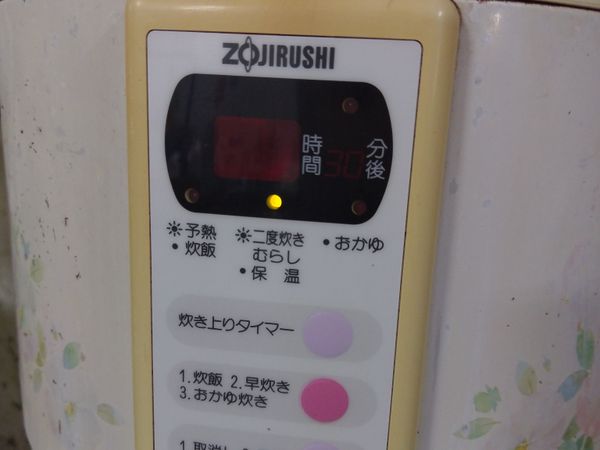 ZOJIRUSHI
時間30分後
予熱
・炊飯
二度炊き
むらし
・保 温
・おかゆ
炊き上りタイマー
1.炊飯 2.早炊き
3.おかゆ炊き